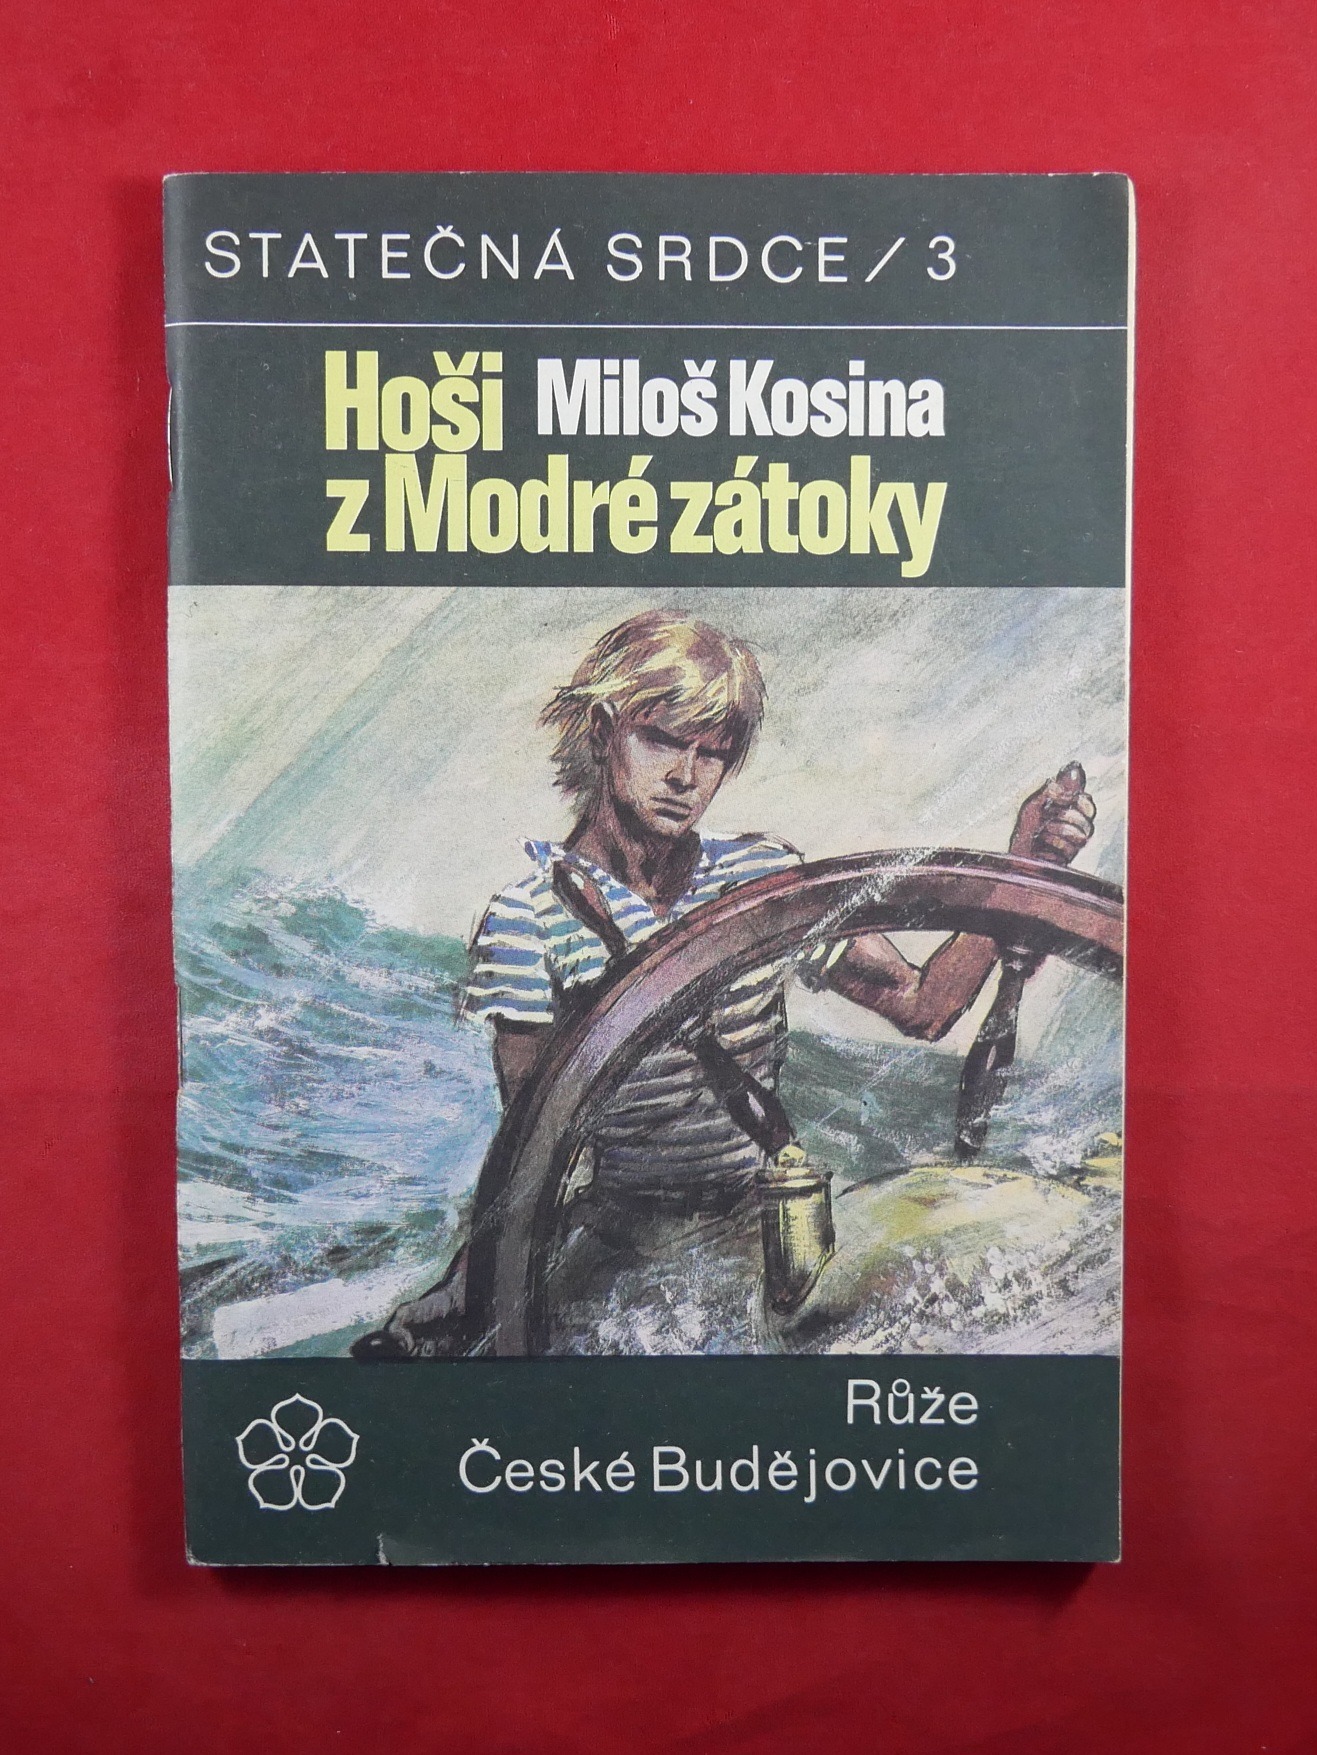 STATEČNÁ SRDCE / 3
Hoši Miloš Kosina
z Modré zátoky
Růže
České Budějovice